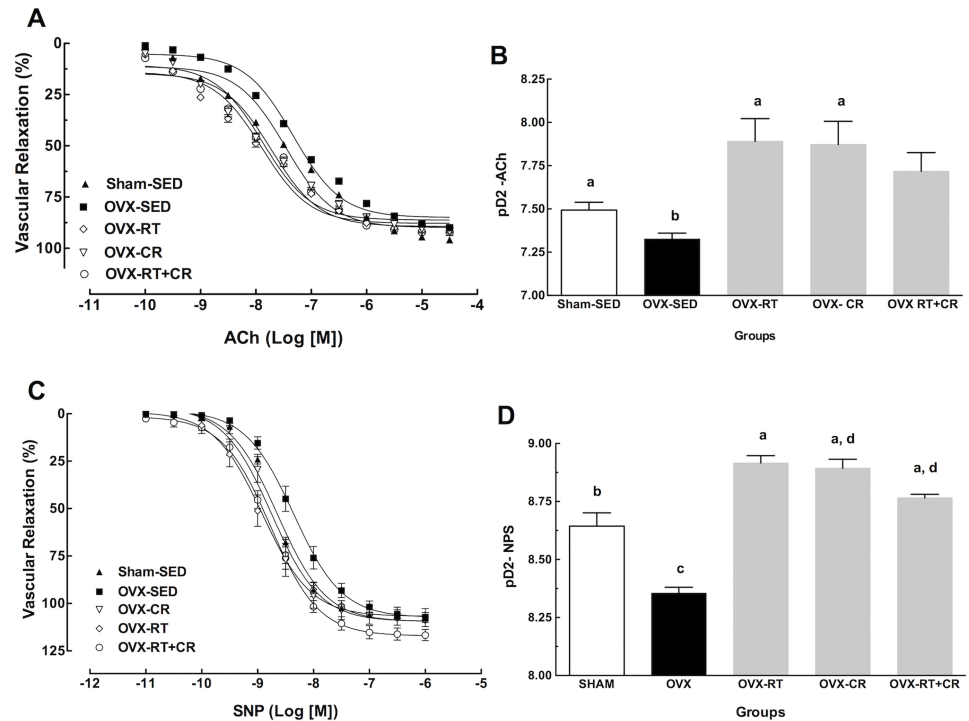 A
Vascular Relaxation (%)
0
25
50
75
100
Sham-SED
OVX-SED
OVX-RT
OVX-CR
OVX-RT+CR
-11 -10 -9 -8 -7 -6 -5 -4
ACh (Log [M])
B
pD2 -ACh
8.25
8.00
7.75
7.50
7.25
7.00
a
b
a
a
Sham-SED OVX-SED OVX-RT OVX- CR OVX RT+CR
Groups
C
Vascular Relaxation (%)
0
25
50
75
100
125
Sham-SED
OVX-SED
OVX-CR
OVX-RT
OVX-RT+CR
-12 -11 -10 -9 -8 -7 -6 -5
SNP (Log [M])
D
pD2- NPS
9.00
8.75
8.50
8.25
8.00
b
c
a
a, d
a, d
SHAM OVX OVX-RT OVX-CR OVX-RT+CR
Groups